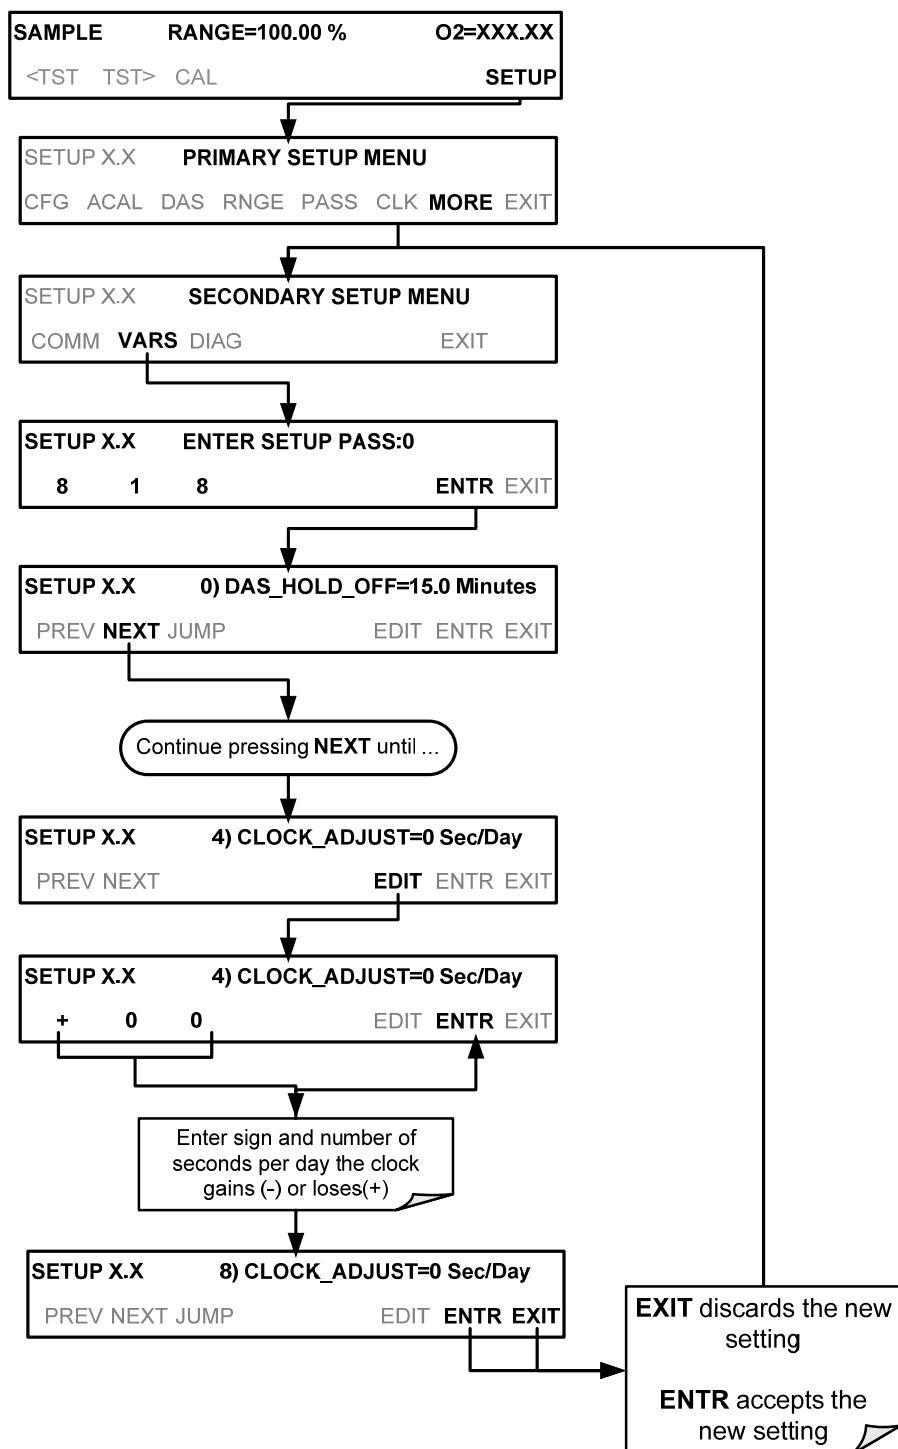 SAMPLE RANGE=100.00 % O2=XXX.XX
<TST TST> CAL SETUP
SETUP X.X PRIMARY SETUP MENU
CFG ACAL DAS RNGE PASS CLK MORE EXIT
SETUP X.X SECONDARY SETUP MENU
COMM VARS DIAG EXIT
SETUP X.X ENTER SETUP PASS:0
8 1 8 ENTR EXIT
SETUP X.X 0) DAS_HOLD_OFF=15.0 Minutes
PREV NEXT JUMP EDIT ENTR EXIT
Continue pressing NEXT until ...
SETUP X.X 4) CLOCK_ADJUST=0 Sec/Day
PREV NEXT EDIT ENTR EXIT
SETUP X.X 4) CLOCK_ADJUST=0 Sec/Day
+ 0 0 EDIT ENTR EXIT
Enter sign and number of
seconds per day the clock
gains (-) or loses(+)
SETUP X.X 8) CLOCK_ADJUST=0 Sec/Day
PREV NEXT JUMP EDIT ENTR EXIT
EXIT discards the new
setting
ENTR accepts the
new setting